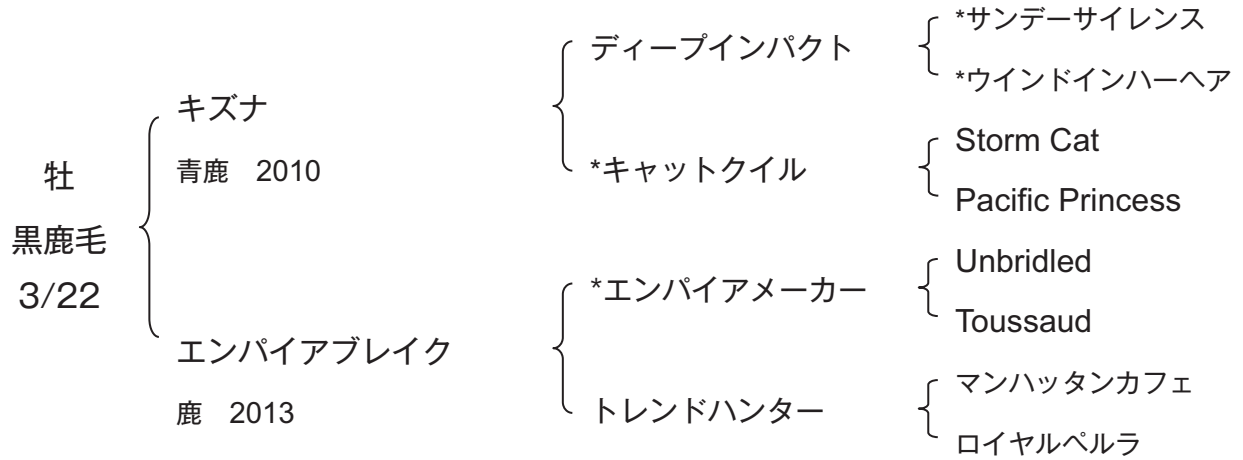 牡
黒鹿毛
3/22
キズナ
青鹿 2010
エンパイアブレイク
鹿 2013
ディープインパクト
*キャットクイル
*エンパイアメーカー
トレンドハンター
*サンデーサイレンス
*ウインドインハーヘア
Storm Cat
Pacific Princess
Unbridled
Toussaud
マンハッタンカフェ
ロイヤルペルラ